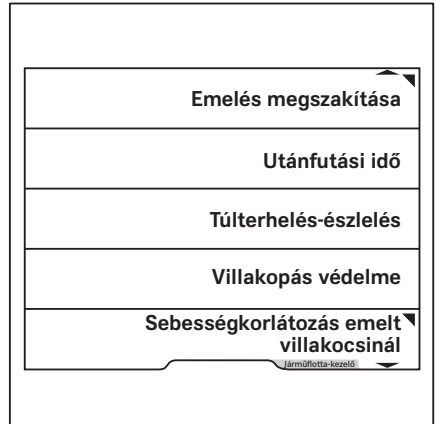 Emelés megszakítása
Utánfutási idő
Túlterhelés-észlelés
Villakopás védelme
Sebességkorlátozás emelt
villakocsinál
Járműflotta-kezelő